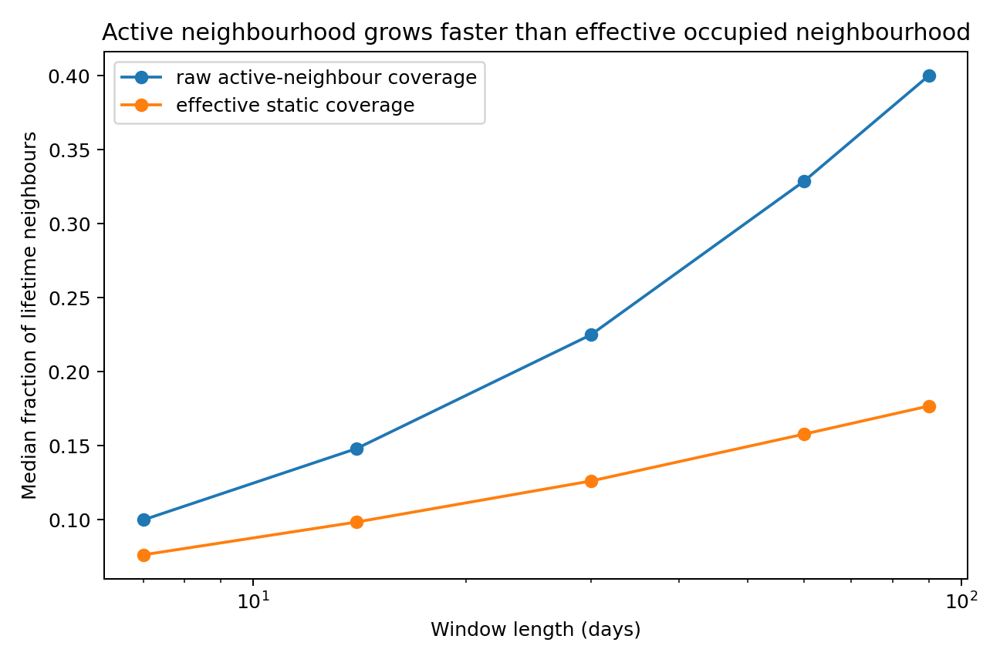 Active neighbourhood grows faster than effective occupied neighbourhood
raw active-neighbour coverage
effective static coverage
Median fraction of lifetime neighbours
0.40
0.35
0.30
0.25
0.20
0.15
0.10
10¹ 10²
Window length (days)